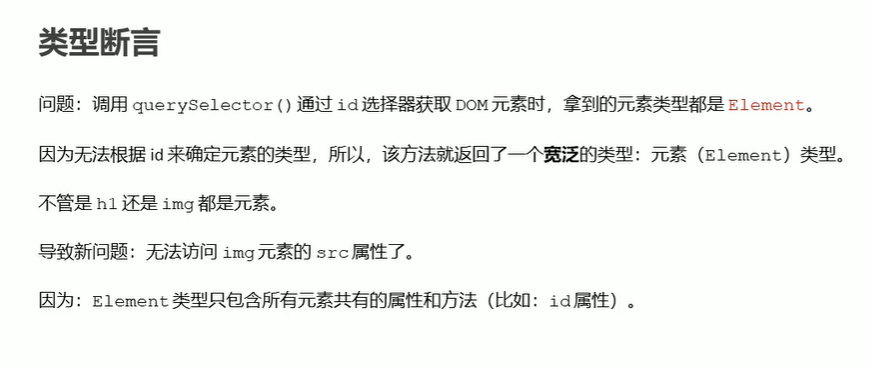 类型断言
问题：调用 querySelector() 通过 id 选择器获取 DOM 元素时，拿到的元素类型都是 Element。
因为无法根据 id 来确定元素的类型，所以，该方法就返回了一个宽泛的类型：元素（Element）类型。
不管是 h1 还是 img 都是元素。
导致新问题：无法访问 img 元素的 src 属性了。
因为：Element 类型只包含所有元素共有的属性和方法（比如：id 属性）。